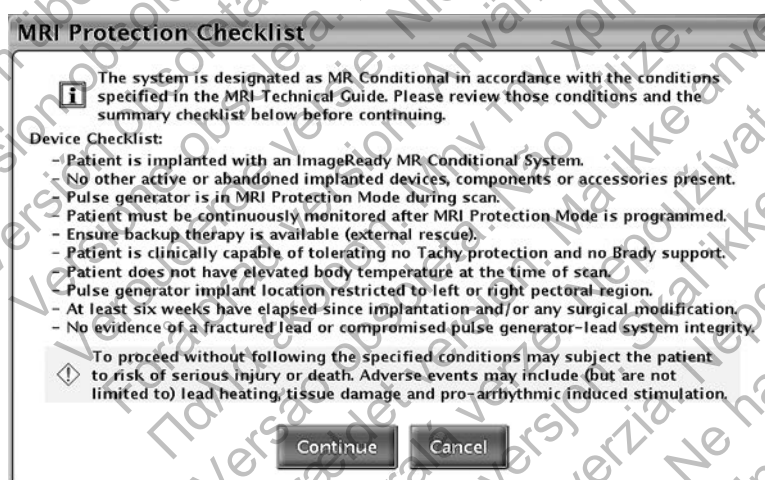 MRI Protection Checklist
The system is designated as MR Conditional in accordance with the conditions
specified in the MRI Technical Guide. Please review those conditions and the
summary checklist below before continuing.
Device Checklist:
- Patient is implanted with an ImageReady MR Conditional System.
- No other active or abandoned implanted devices, components or accessories present.
- Pulse generator is in MRI Protection Mode during scan.
- Patient must be continuously monitored after MRI Protection Mode is programmed.
- Ensure backup therapy is available (external rescue).
- Patient is clinically capable of tolerating no Tachy protection and no Brady support.
- Patient does not have elevated body temperature at the time of scan.
- Pulse generator implant location restricted to left or right pectoral region.
- At least six weeks have elapsed since implantation and/or any surgical modification.
- No evidence of a fractured lead or compromised pulse generator-lead system integrity.
To proceed without following the specified conditions may subject the patient
to risk of serious injury or death. Adverse events may include (but are not
limited to) lead heating, tissue damage and pro-arrhythmic induced stimulation.
Continue
Cancel